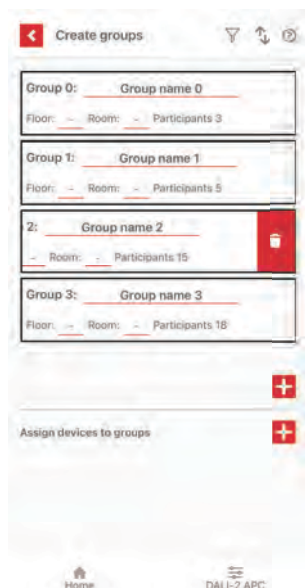 Create groups
Group 0: Group name 0
Floor: - Room: - Participants 3
Group 1: Group name 1
Floor: - Room: - Participants 5
2: Group name 2
- Room: - Participants 15
Group 3: Group name 3
Floor: - Room: - Participants 18
Assign devices to groups
Home DALI-2 APC